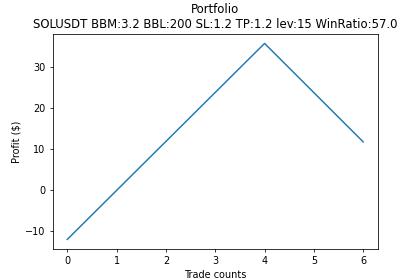 Portfolio
SOLUSDT BBM:3.2 BBL:200 SL:1.2 TP:1.2 lev:15 WinRatio:57.0
30
20
10
0
−10
Profit ($)
0 1 2 3 4 5 6
Trade counts